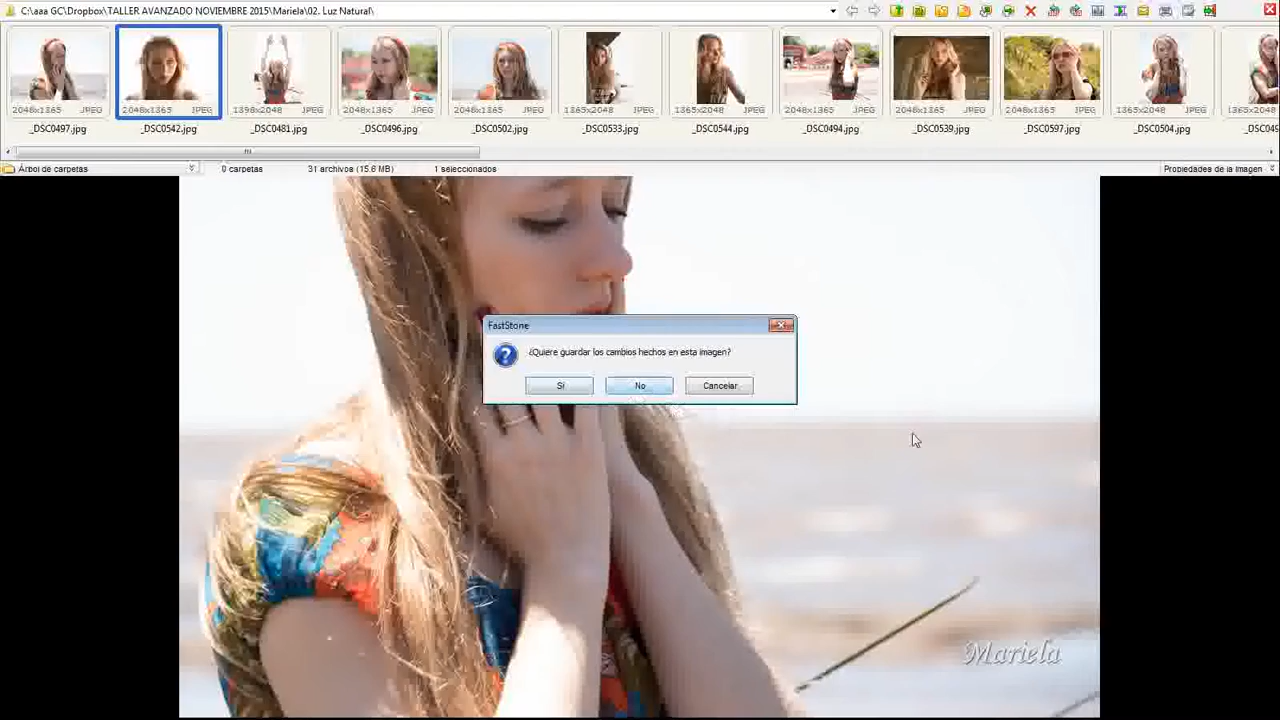 C:\aaa GC\Dropbox\TALLER AVANZADO NOVIEMBRE 2015\Mariela\02. Luz Natural\
2048x1365 JPEG 2048x1365 JPEG 1398x2048 JPEG 2048x1365 JPEG 2048x1365 JPEG 1365x2048 JPEG 1365x2048 JPEG 2048x1365 JPEG 2048x1365 JPEG 2048x1365 JPEG 1365x2048 JPEG 1365x2048
_DSC0497.jpg _DSC0542.jpg _DSC0481.jpg _DSC0496.jpg _DSC0502.jpg _DSC0533.jpg _DSC0544.jpg _DSC0494.jpg _DSC0539.jpg _DSC0597.jpg _DSC0504.jpg _DSC04
Árbol de carpetas 0 carpetas 31 archivos (15.6 MB) 1 seleccionados Propiedades de la imagen
FastStone
¿Quiere guardar los cambios hechos en esta imagen?
Sí No Cancelar
Mariela